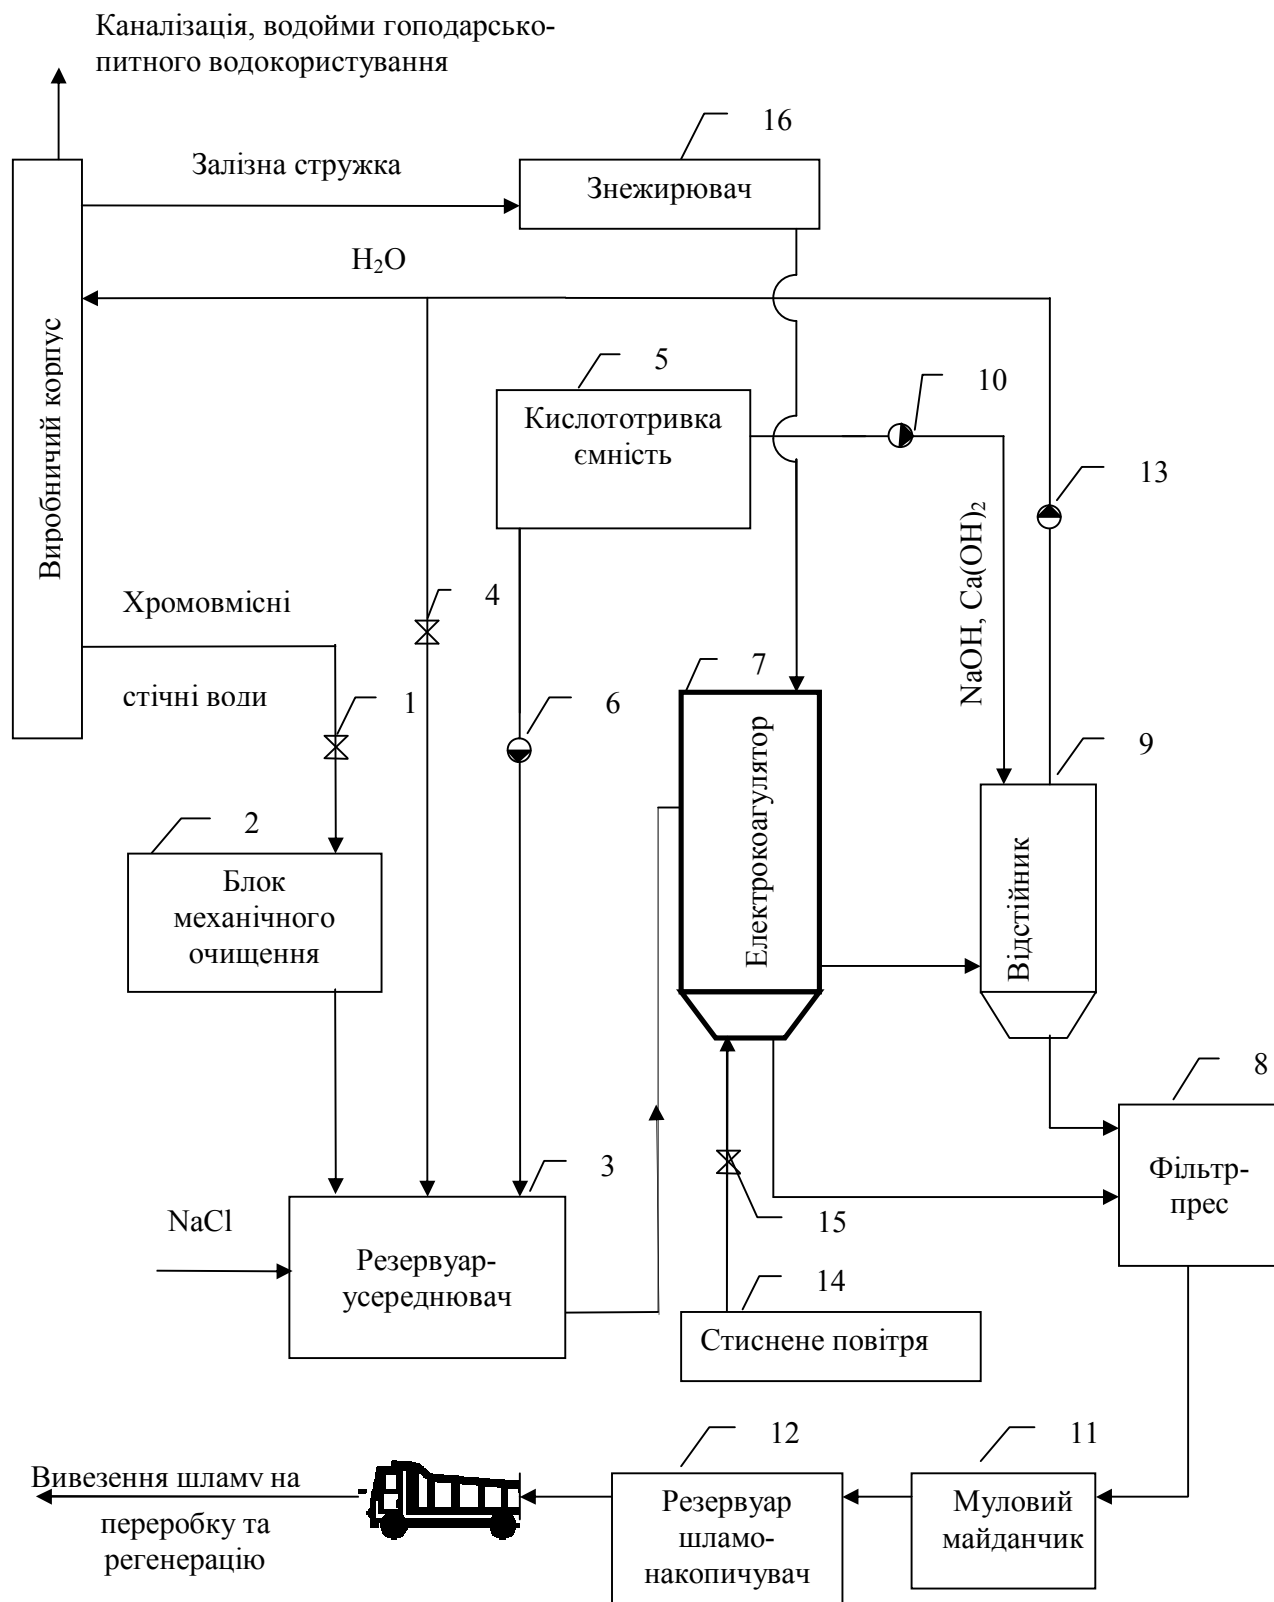 Каналізація, водойми гоподарсько-
питного водокористування
16
Залізна стружка
Знежирювач
H₂O
5
10
Кислототривка
ємність
13
Виробничий корпус
NaOH, Ca(OH)₂
Хромовмісні
4
стічні води
1
6
7
Електрокоагулятор
9
Відстійник
2
Блок
механічного
очищення
8
Фільтр-
прес
3
NaCl
15
Резервуар-
усереднювач
14
Стиснене повітря
12
11
Вивезення шламу на
переробку та
регенерацію
Резервуар
шламо-
накопичувач
Муловий
майданчик